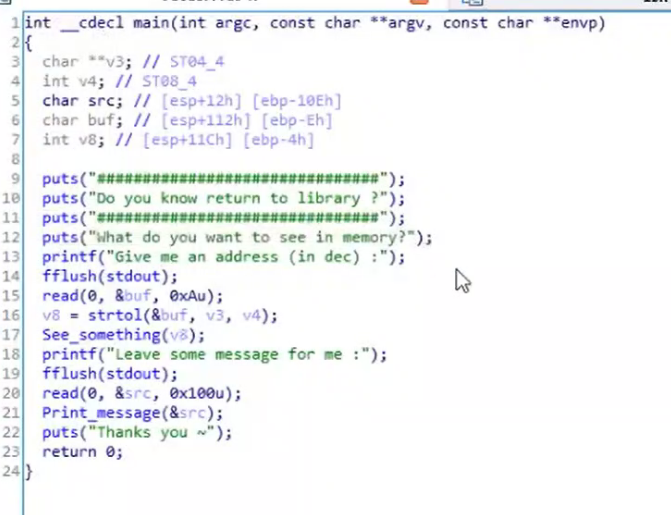 1 int __cdecl main(int argc, const char **argv, const char **envp)
2 {
3 char **v3; // ST04_4
4 int v4; // ST08_4
5 char src; // [esp+12h] [ebp-10Eh]
6 char buf; // [esp+112h] [ebp-Eh]
7 int v8; // [esp+11Ch] [ebp-4h]
8
9 puts("###############################");
10 puts("Do you know return to library ?");
11 puts("###############################");
12 puts("What do you want to see in memory?");
13 printf("Give me an address (in dec) :");
14 fflush(stdout);
15 read(0, &buf, 0xAu);
16 v8 = strtol(&buf, v3, v4);
17 See_something(v8);
18 printf("Leave some message for me :");
19 fflush(stdout);
20 read(0, &src, 0x100u);
21 Print_message(&src);
22 puts("Thanks you ~");
23 return 0;
24 }